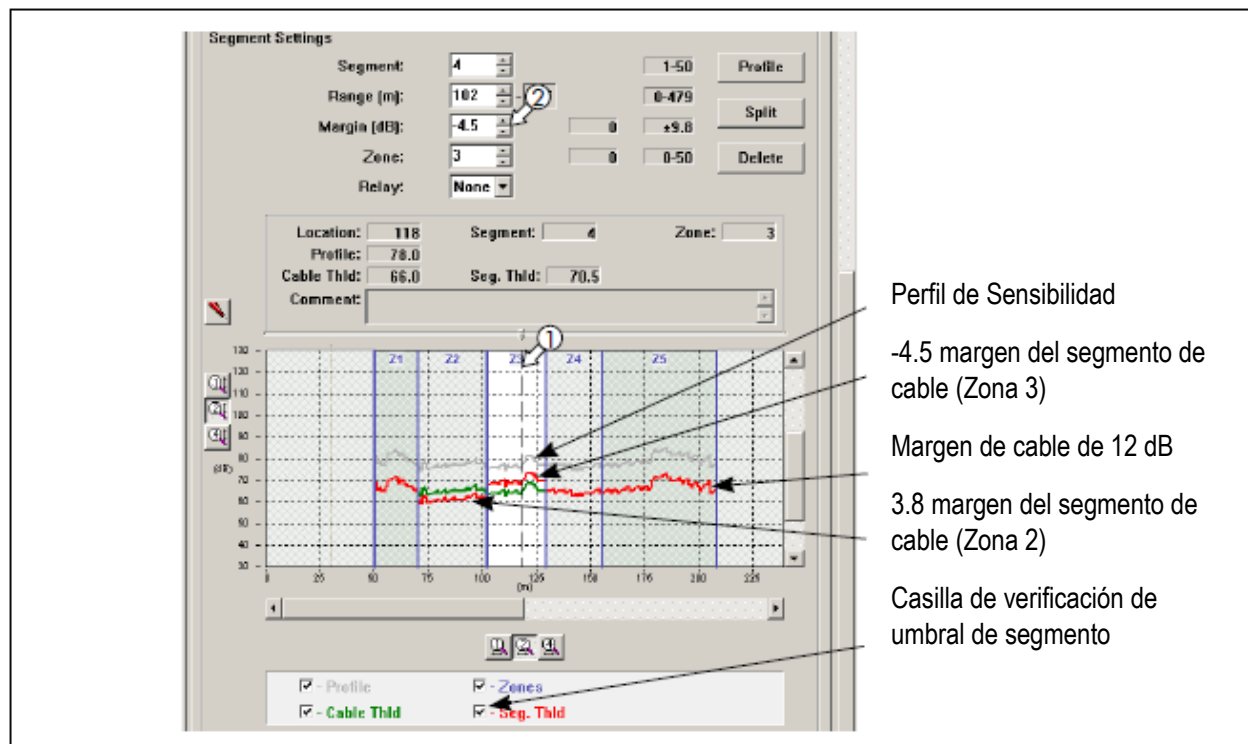 Segment Settings
Segment: 4 1-50 Profile
Range (m): 102 - 0-479
② Split
Margin (dB): -4.5 0 ±9.8
Zone: 3 0 0-50 Delete
Relay: None
Location: 118 Segment: 4 Zone: 3
Profile: 78.0
Cable Thld: 66.0 Seg. Thld: 70.5
Comment:
①
Perfil de Sensibilidad
-4.5 margen del segmento de
cable (Zona 3)
Margen de cable de 12 dB
3.8 margen del segmento de
cable (Zona 2)
Casilla de verificación de
umbral de segmento
Z1 Z2 Z3 Z4 Z5
130
120
110
100
90
80
70
60
50
40
30
(dB)
0 25 50 75 100 125 150 175 200 225
(m)
- Profile - Zones
- Cable Thld - Seg. Thld